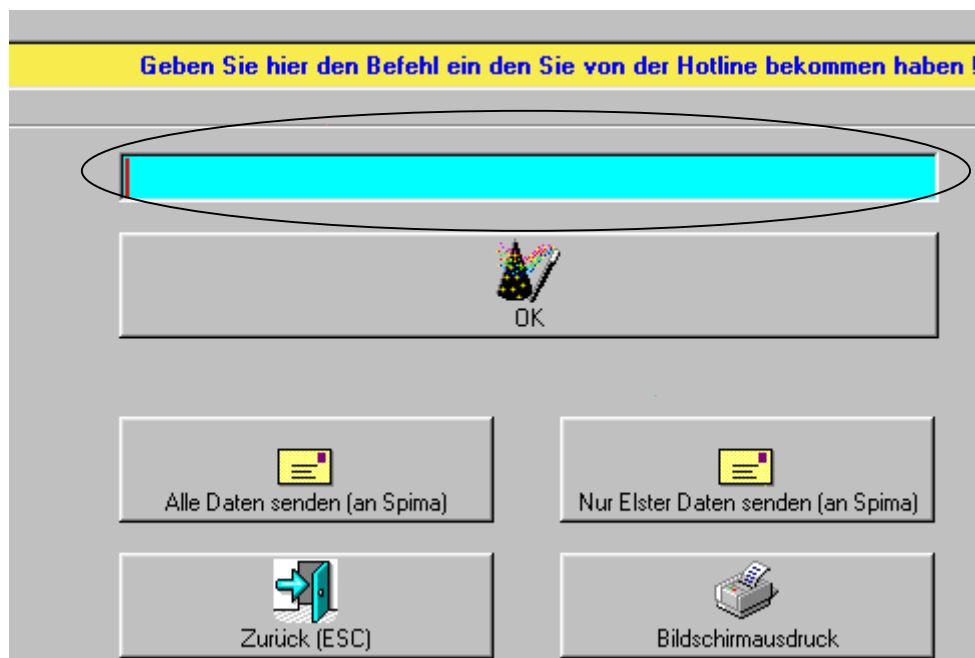 Geben Sie hier den Befehl ein den Sie von der Hotline bekommen haben !
OK
Alle Daten senden (an Spima)
Nur Elster Daten senden (an Spima)
Zurück (ESC)
Bildschirmausdruck